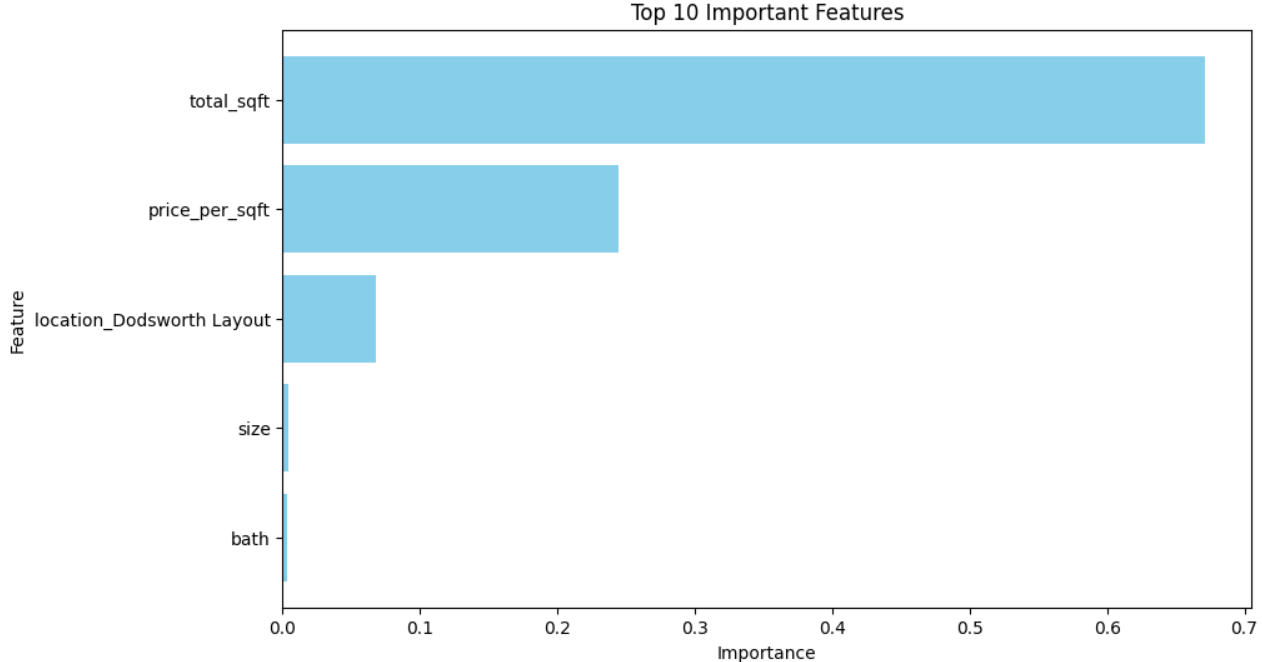 Top 10 Important Features
total_sqft
price_per_sqft
location_Dodsworth Layout
size
bath
Feature
0.0 0.1 0.2 0.3 0.4 0.5 0.6 0.7
Importance